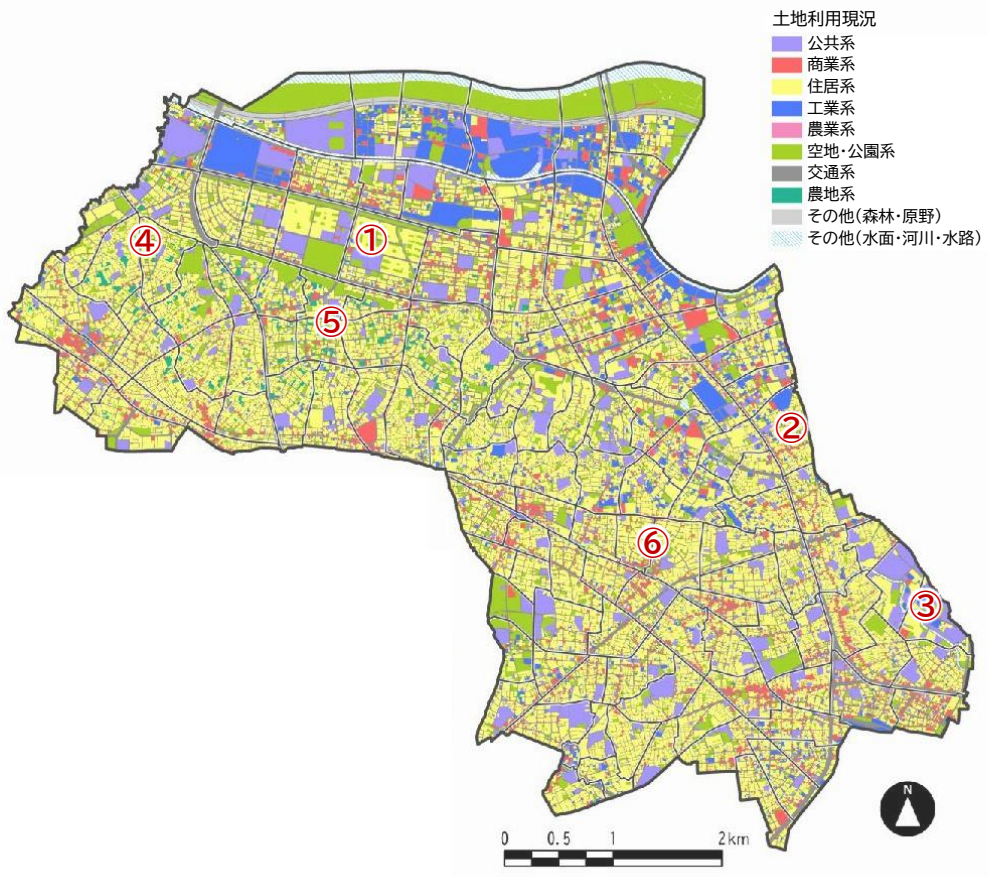 土地利用現況
公共系
商業系
住居系
工業系
農業系
空地・公園系
交通系
農地系
その他(森林・原野)
その他(水面・河川・水路)
①
④
⑤
②
⑥
③
N
0 0.5 1 2km